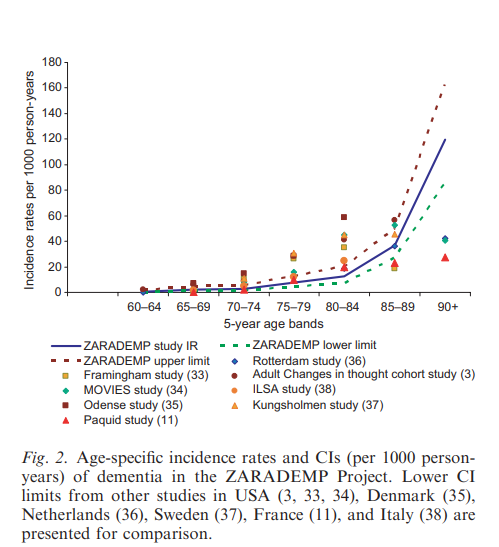 180
160
140
120
100
80
60
40
20
0
Incidence rates per 1000 person-years
60–64 65–69 70–74 75–79 80–84 85–89 90+
5-year age bands
ZARADEMP study IR ZARADEMP lower limit
ZARADEMP upper limit Rotterdam study (36)
Framingham study (33) Adult Changes in thought cohort study (3)
MOVIES study (34) ILSA study (38)
Odense study (35) Kungsholmen study (37)
Paquid study (11)
Fig. 2. Age-specific incidence rates and CIs (per 1000 person-
years) of dementia in the ZARADEMP Project. Lower CI
limits from other studies in USA (3, 33, 34), Denmark (35),
Netherlands (36), Sweden (37), France (11), and Italy (38) are
presented for comparison.